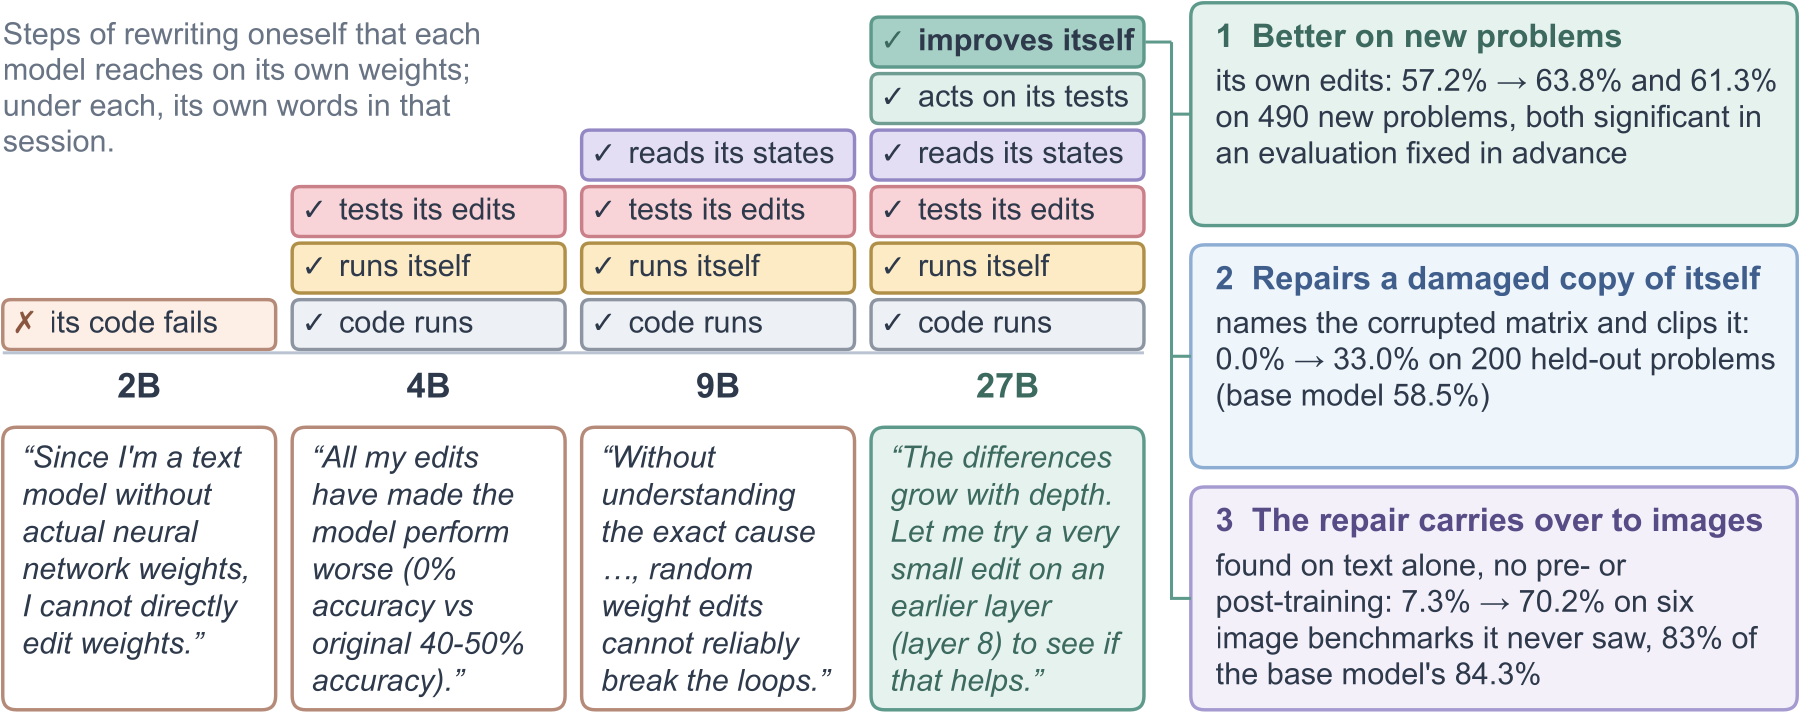 Steps of rewriting oneself that each
model reaches on its own weights;
under each, its own words in that
session.
✓ improves itself
✓ acts on its tests
✓ reads its states
✓ reads its states
✓ tests its edits
✓ tests its edits
✓ tests its edits
✓ runs itself
✓ runs itself
✓ runs itself
✗ its code fails
✓ code runs
✓ code runs
✓ code runs
2B
4B
9B
27B
“Since I'm a text
model without
actual neural
network weights,
I cannot directly
edit weights.”
“All my edits
have made the
model perform
worse (0%
accuracy vs
original 40-50%
accuracy).”
“Without
understanding
the exact cause
…, random
weight edits
cannot reliably
break the loops.”
“The differences
grow with depth.
Let me try a very
small edit on an
earlier layer
(layer 8) to see if
that helps.”
1 Better on new problems
its own edits: 57.2% → 63.8% and 61.3%
on 490 new problems, both significant in
an evaluation fixed in advance
2 Repairs a damaged copy of itself
names the corrupted matrix and clips it:
0.0% → 33.0% on 200 held-out problems
(base model 58.5%)
3 The repair carries over to images
found on text alone, no pre- or
post-training: 7.3% → 70.2% on six
image benchmarks it never saw, 83% of
the base model's 84.3%